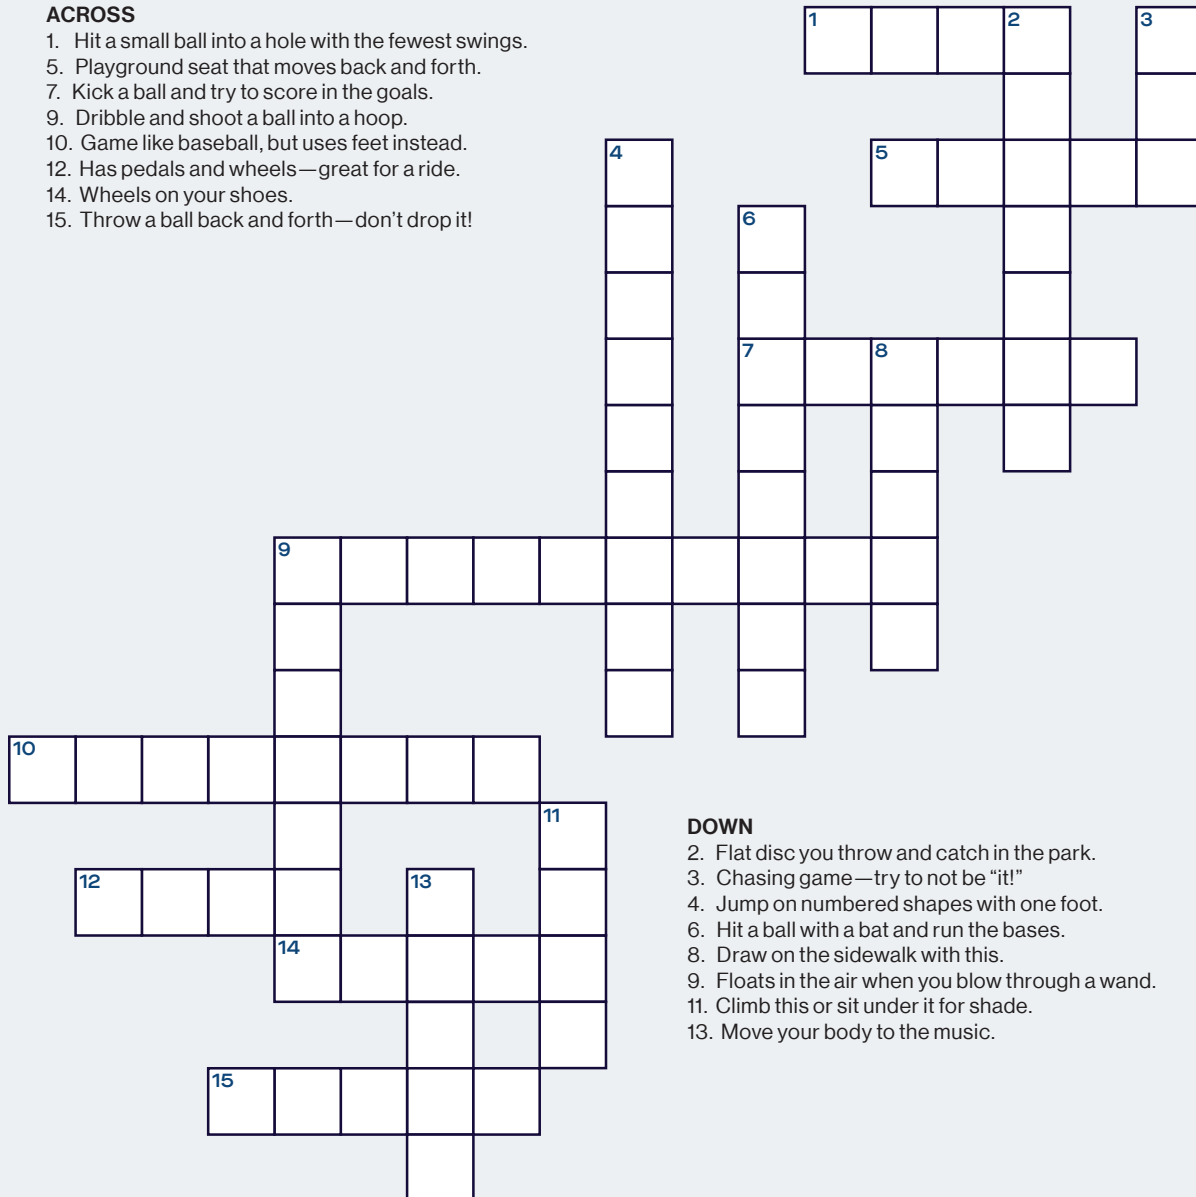 ACROSS
1. Hit a small ball into a hole with the fewest swings.
5. Playground seat that moves back and forth.
7. Kick a ball and try to score in the goals.
9. Dribble and shoot a ball into a hoop.
10. Game like baseball, but uses feet instead.
12. Has pedals and wheels—great for a ride.
14. Wheels on your shoes.
15. Throw a ball back and forth—don’t drop it!
1 2 3
4 5
6
7 8
9
10
11
12 13
14
15
DOWN
2. Flat disc you throw and catch in the park.
3. Chasing game—try to not be “it!”
4. Jump on numbered shapes with one foot.
6. Hit a ball with a bat and run the bases.
8. Draw on the sidewalk with this.
9. Floats in the air when you blow through a wand.
11. Climb this or sit under it for shade.
13. Move your body to the music.